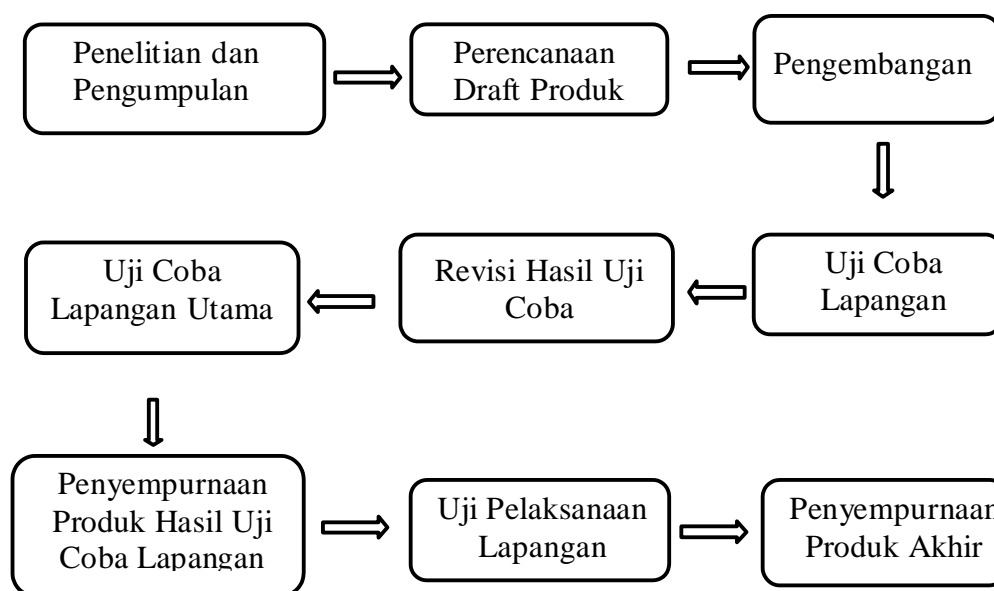 Penelitian dan
Pengumpulan
Perencanaan
Draft Produk
Pengembangan
Uji Coba
Lapangan
Revisi Hasil Uji
Coba
Uji Coba
Lapangan Utama
Penyempurnaan
Produk Hasil Uji
Coba Lapangan
Uji Pelaksanaan
Lapangan
Penyempurnaan
Produk Akhir